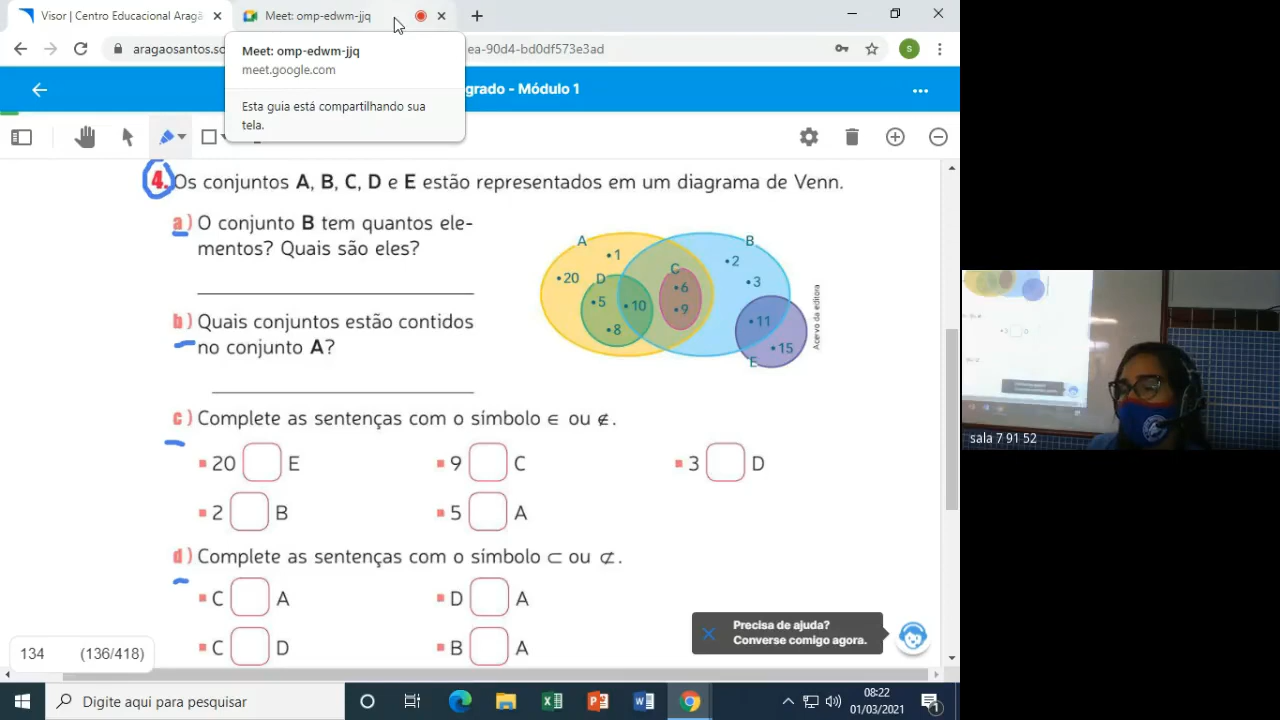 Visor | Centro Educacional Aragã
Meet: omp-edwm-jjq
aragaosantos.sc
ea-90d4-bd0df573e3ad
s
Meet: omp-edwm-jjq
meet.google.com
Esta guia está compartilhando sua
tela.
grado - Módulo 1
4. Os conjuntos A, B, C, D e E estão representados em um diagrama de Venn.
a) O conjunto B tem quantos ele-
mentos? Quais são eles?
b) Quais conjuntos estão contidos
no conjunto A?
A
B
•1
•2
C
•20
D
•3
•6
•5
•10
•9
•11
•8
•15
E
Acervo da editora
c) Complete as sentenças com o símbolo ∈ ou ∉.
20 E
9 C
3 D
2 B
5 A
d) Complete as sentenças com o símbolo ⊂ ou ⊄.
C A
D A
C D
B A
Precisa de ajuda?
Converse comigo agora.
134 (136/418)
sala 7 91 52
Digite aqui para pesquisar
08:22
01/03/2021
1